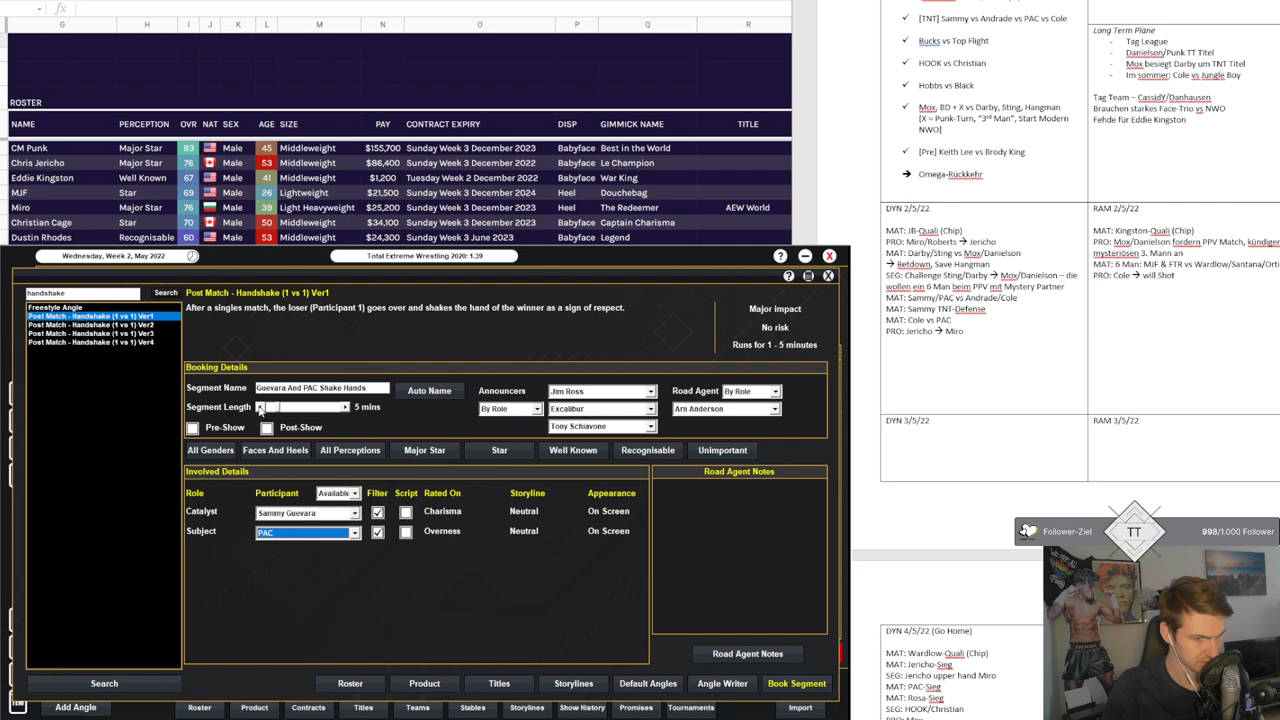 G H I J K L M N O P Q R
ROSTER
NAME PERCEPTION OVR NAT SEX AGE SIZE PAY CONTRACT EXPIRY DISP GIMMICK NAME TITLE
CM Punk Major Star 83 Male 45 Middleweight $155,700 Sunday Week 3 December 2023 Babyface Best in the World
Chris Jericho Major Star 76 Male 53 Middleweight $86,400 Sunday Week 3 December 2022 Babyface Le Champion
Eddie Kingston Well Known 67 Male 41 Middleweight $1,200 Tuesday Week 2 December 2022 Babyface War King
MJF Star 69 Male 26 Lightweight $21,500 Sunday Week 3 December 2024 Heel Douchebag
Miro Major Star 76 Male 39 Light Heavyweight $25,200 Sunday Week 3 December 2023 Heel The Redeemer AEW World
Christian Cage Star 70 Male 50 Middleweight $34,100 Sunday Week 3 December 2023 Babyface Captain Charisma
Dustin Rhodes Recognisable 60 Male 53 Middleweight $24,300 Sunday Week 3 June 2023 Babyface Legend
Wednesday, Week 2, May 2022
Total Extreme Wrestling 2020: 1.39
handshake
Search
Freestyle Angle
Post Match - Handshake (1 vs 1) Ver1
Post Match - Handshake (1 vs 1) Ver2
Post Match - Handshake (1 vs 1) Ver3
Post Match - Handshake (1 vs 1) Ver4
Post Match - Handshake (1 vs 1) Ver1
After a singles match, the loser (Participant 1) goes over and shakes the hand of the winner as a sign of respect.
Major impact
No risk
Runs for 1 - 5 minutes
Booking Details
Segment Name Guevara And PAC Shake Hands Auto Name Announcers Jim Ross Road Agent By Role
Segment Length 5 mins By Role Excalibur Arn Anderson
Pre-Show Post-Show Tony Schiavone
All Genders Faces And Heels All Perceptions Major Star Star Well Known Recognisable Unimportant
Involved Details
Road Agent Notes
Role Participant Available Filter Script Rated On Storyline Appearance
Catalyst Sammy Guevara Charisma Neutral On Screen
Subject PAC Overness Neutral On Screen
Road Agent Notes
Search Roster Product Titles Storylines Default Angles Angle Writer Book Segment
Add Angle Roster Product Contracts Titles Teams Stables Storylines Show History Promises Tournaments Import
[TNT] Sammy vs Andrade vs PAC vs Cole
Bucks vs Top Flight
HOOK vs Christian
Hobbs vs Black
Mox, BD + X vs Darby, Sting, Hangman
[X = Punk-Turn, "3rd Man", Start Modern
NWO]
[Pre] Keith Lee vs Brody King
Omega-Rückkehr
Long Term Pläne
- Tag League
- Danielson/Punk TT Titel
- Mox besiegt Darby um TNT Titel
- Im sommer: Cole vs Jungle Boy
Tag Team – CassidY/Danhausen
Brauchen starkes Face-Trio vs NWO
Fehde für Eddie Kingston
DYN 2/5/22
MAT: JB-Quali (Chip)
PRO: Miro/Roberts → Jericho
MAT: Darby/Sting vs Mox/Danielson
→ Betdown, Save Hangman
SEG: Challenge Sting/Darby → Mox/Danielson – die
wollen ein 6 Man beim PPV mit Mystery Partner
MAT: Sammy/PAC vs Andrade/Cole
MAT: Sammy TNT-Defense
MAT: Cole vs PAC
PRO: Jericho → Miro
RAM 2/5/22
MAT: Kingston-Quali (Chip)
PRO: Mox/Danielson fordern PPV Match, kündigen
mysteriösen 3. Mann an
MAT: 6 Man: MJF & FTR vs Wardlow/Santana/Orti
PRO: Cole → will Shot
DYN 3/5/22
RAM 3/5/22
Follower-Ziel TT 998/1.000 Follower
DYN 4/5/22 (Go Home)
MAT: Wardlow-Quali (Chip)
MAT: Jericho-Sieg
SEG: Jericho upper hand Miro
MAT: PAC-Sieg
MAT: Rosa-Sieg
SEG: HOOK/Christian